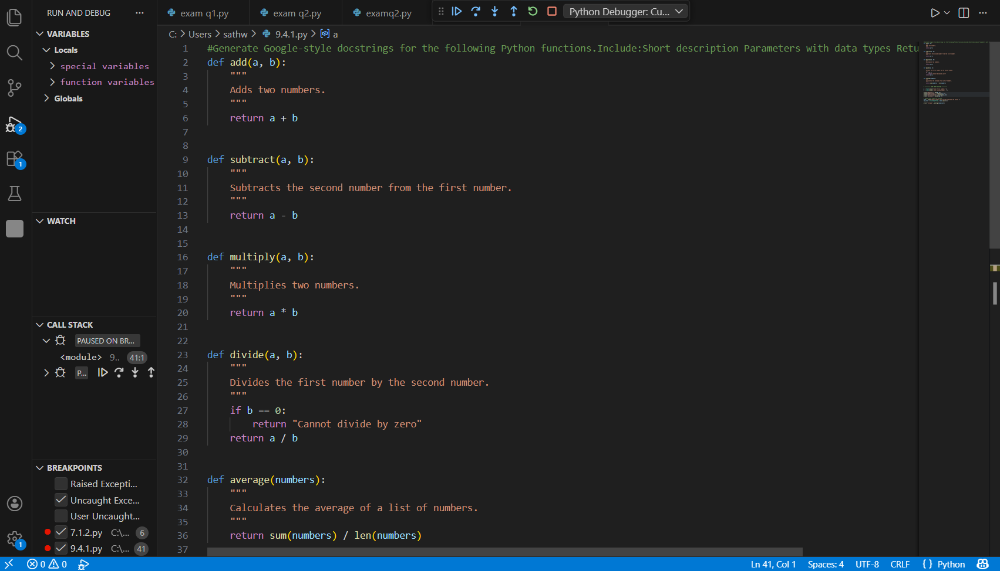 RUN AND DEBUG ...
exam q1.py
exam q2.py
examq2.py
Python Debugger: Cu...
VARIABLES
Locals
special variables
function variables
Globals
WATCH
CALL STACK
PAUSED ON BR...
<module> 9.. 41:1
P...
BREAKPOINTS
Raised Excepti...
Uncaught Exce...
User Uncaught...
7.1.2.py C:\... 6
9.4.1.py C:\... 41
2
1
1
C: > Users > sathw > 9.4.1.py > a
1 #Generate Google-style docstrings for the following Python functions.Include:Short description Parameters with data types Retu
2 def add(a, b):
3 """
4 Adds two numbers.
5 """
6 return a + b
7
8
9 def subtract(a, b):
10 """
11 Subtracts the second number from the first number.
12 """
13 return a - b
14
15
16 def multiply(a, b):
17 """
18 Multiplies two numbers.
19 """
20 return a * b
21
22
23 def divide(a, b):
24 """
25 Divides the first number by the second number.
26 """
27 if b == 0:
28 return "Cannot divide by zero"
29 return a / b
30
31
32 def average(numbers):
33 """
34 Calculates the average of a list of numbers.
35 """
36 return sum(numbers) / len(numbers)
37
0 0
Ln 41, Col 1 Spaces: 4 UTF-8 CRLF { } Python